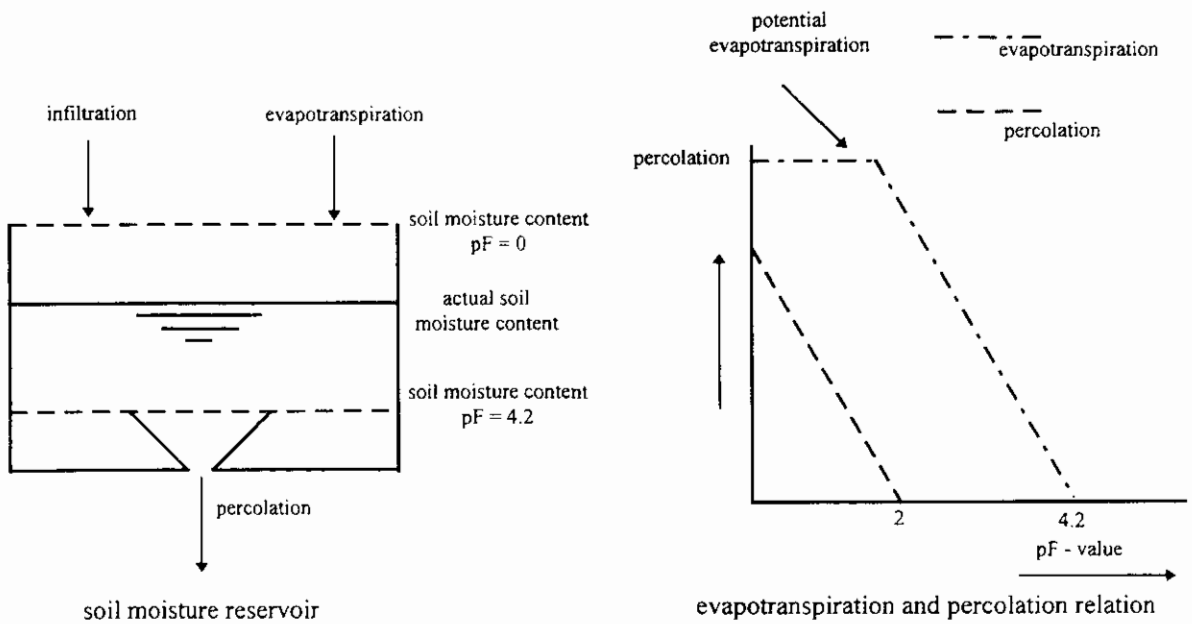 infiltration
evapotranspiration
soil moisture content
pF = 0
actual soil
moisture content
soil moisture content
pF = 4.2
percolation
soil moisture reservoir
potential
evapotranspiration
evapotranspiration
percolation
percolation
2
4.2
pF - value
evapotranspiration and percolation relation